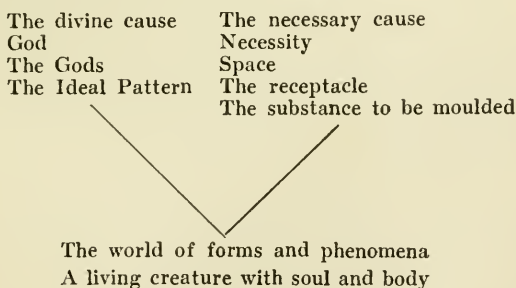 The divine cause
God
The Gods
The Ideal Pattern
The necessary cause
Necessity
Space
The receptacle
The substance to be moulded
The world of forms and phenomena
A living creature with soul and body